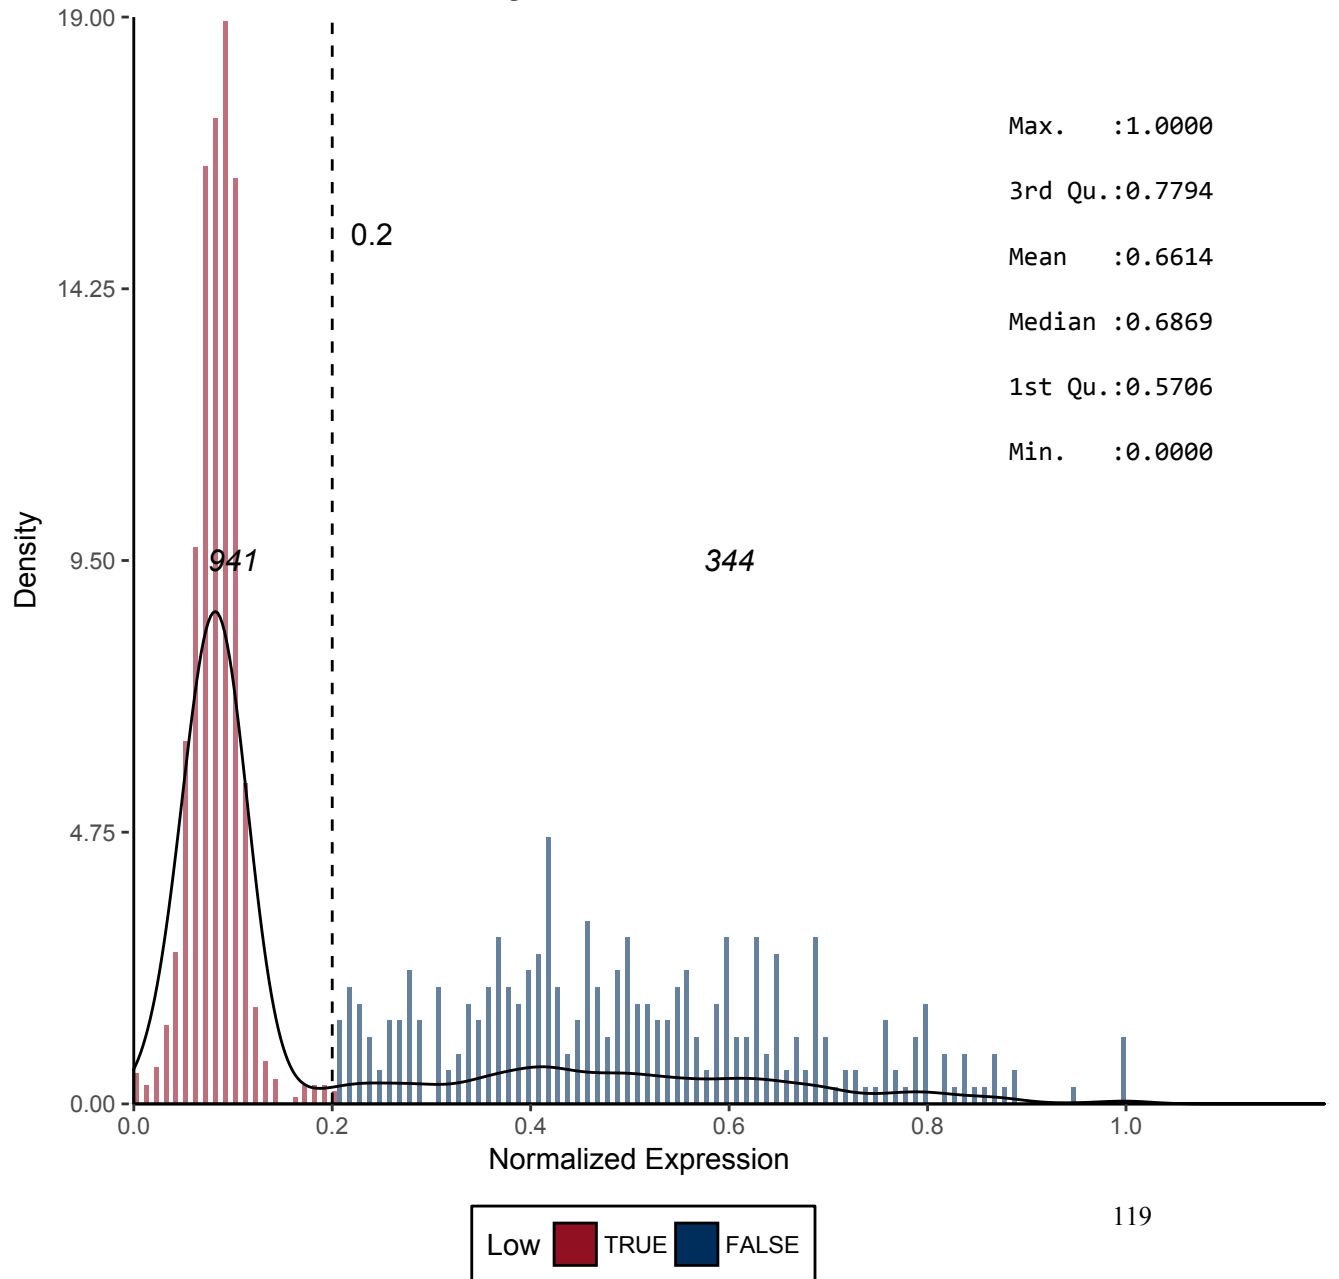 19.00
14.25
9.50
4.75
0.00
Density
0.2
941
344
Max.   :1.0000
3rd Qu.:0.7794
Mean   :0.6614
Median :0.6869
1st Qu.:0.5706
Min.   :0.0000
0.0 0.2 0.4 0.6 0.8 1.0
Normalized Expression
Low TRUE FALSE
119